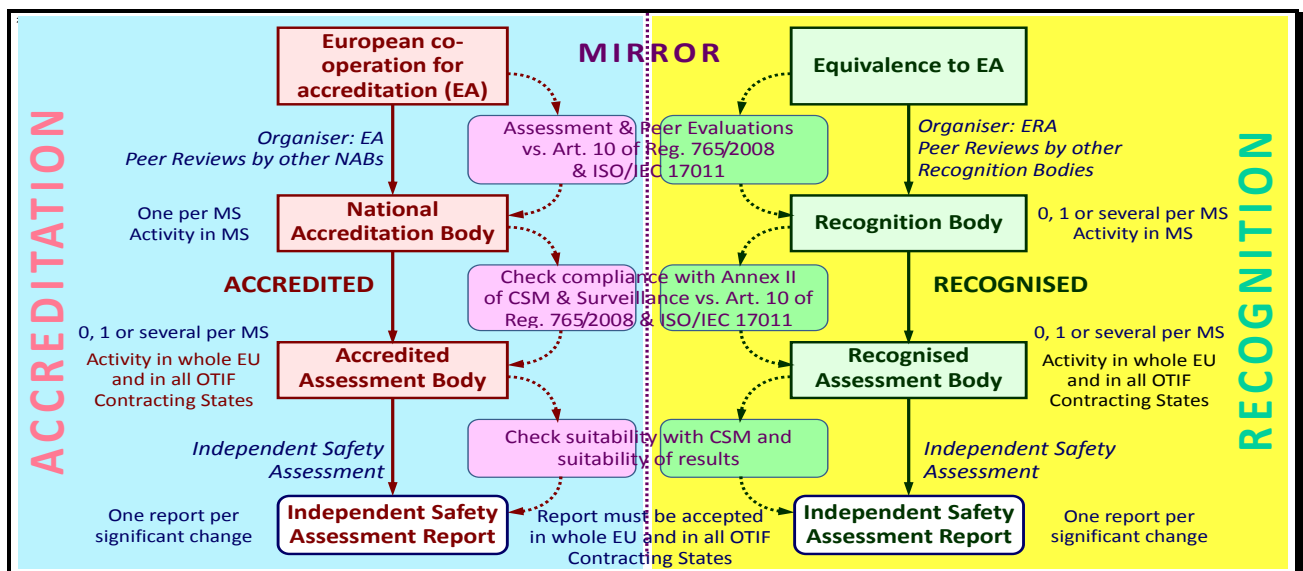 MIRROR
ACCREDITATION
European co-
operation for
accreditation (EA)
Organiser: EA
Peer Reviews by other NABs
One per MS
Activity in MS
National
Accreditation Body
ACCREDITED
0, 1 or several per MS
Activity in whole EU
and in all OTIF
Contracting States
Accredited
Assessment Body
Independent Safety
Assessment
One report per
significant change
Independent Safety
Assessment Report
Assessment & Peer Evaluations
vs. Art. 10 of Reg. 765/2008
& ISO/IEC 17011
Check compliance with Annex II
of CSM & Surveillance vs. Art. 10 of
Reg. 765/2008 & ISO/IEC 17011
Check suitability with CSM and
suitability of results
Report must be accepted
in whole EU and in all OTIF
Contracting States
Equivalence to EA
Organiser: ERA
Peer Reviews by other
Recognition Bodies
Recognition Body
0, 1 or several per MS
Activity in MS
RECOGNISED
0, 1 or several per MS
Recognised
Assessment Body
Activity in whole EU
and in all OTIF
Contracting States
Independent Safety
Assessment
Independent Safety
Assessment Report
One report per
significant change
RECOGNITION